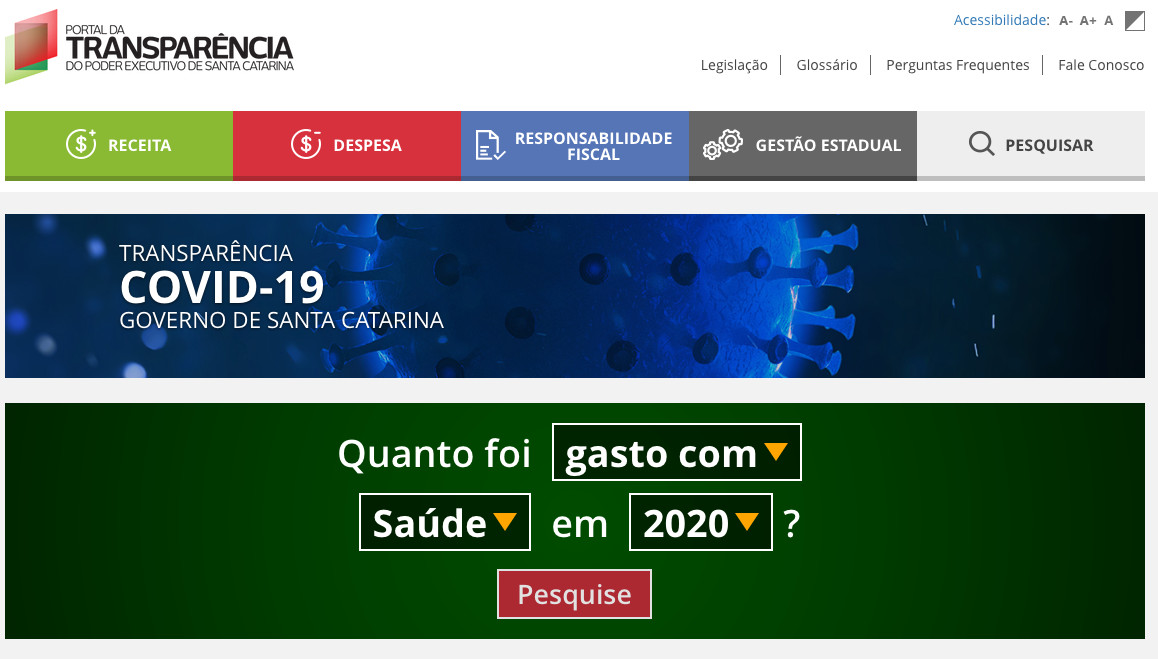 PORTAL DA
TRANSPARÊNCIA
DO PODER EXECUTIVO DE SANTA CATARINA
Acessibilidade: A- A+ A
Legislação Glossário Perguntas Frequentes Fale Conosco
RECEITA
DESPESA
RESPONSABILIDADE
FISCAL
GESTÃO ESTADUAL
PESQUISAR
TRANSPARÊNCIA
COVID-19
GOVERNO DE SANTA CATARINA
Quanto foi gasto com
Saúde em 2020 ?
Pesquise